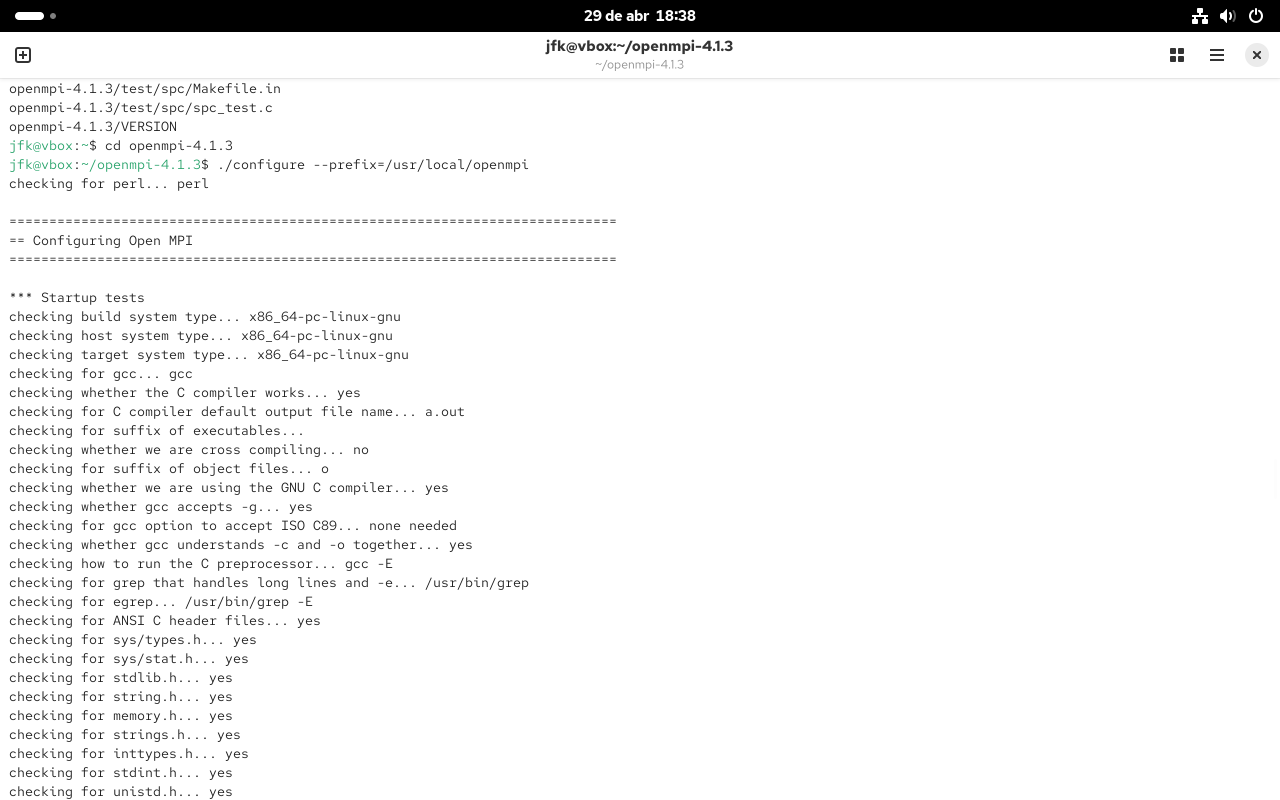 29 de abr 18:38
jfk@vbox:~/openmpi-4.1.3
~/openmpi-4.1.3
openmpi-4.1.3/test/spc/Makefile.in
openmpi-4.1.3/test/spc/spc_test.c
openmpi-4.1.3/VERSION
jfk@vbox:~$ cd openmpi-4.1.3
jfk@vbox:~/openmpi-4.1.3$ ./configure --prefix=/usr/local/openmpi
checking for perl... perl
============================================================================
== Configuring Open MPI
============================================================================
*** Startup tests
checking build system type... x86_64-pc-linux-gnu
checking host system type... x86_64-pc-linux-gnu
checking target system type... x86_64-pc-linux-gnu
checking for gcc... gcc
checking whether the C compiler works... yes
checking for C compiler default output file name... a.out
checking for suffix of executables...
checking whether we are cross compiling... no
checking for suffix of object files... o
checking whether we are using the GNU C compiler... yes
checking whether gcc accepts -g... yes
checking for gcc option to accept ISO C89... none needed
checking whether gcc understands -c and -o together... yes
checking how to run the C preprocessor... gcc -E
checking for grep that handles long lines and -e... /usr/bin/grep
checking for egrep... /usr/bin/grep -E
checking for ANSI C header files... yes
checking for sys/types.h... yes
checking for sys/stat.h... yes
checking for stdlib.h... yes
checking for string.h... yes
checking for memory.h... yes
checking for strings.h... yes
checking for inttypes.h... yes
checking for stdint.h... yes
checking for unistd.h... yes